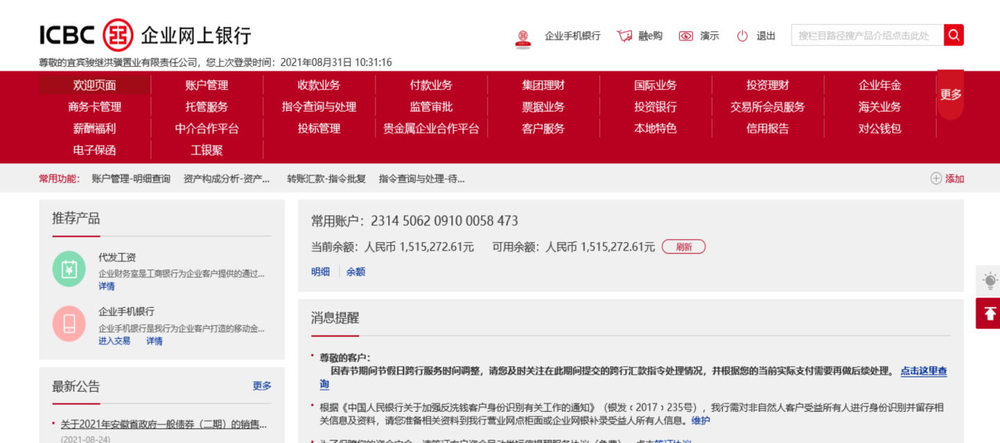 ICBC 企业网上银行
企业手机银行 融e购 演示 退出 搜栏目路径搜产品介绍点击此处
尊敬的宜宾骏继洪骥置业有限责任公司，您上次登录时间：2021年08月31日 10:31:16
欢迎页面 账户管理 收款业务 付款业务 集团理财 国际业务 投资理财 企业年金 更多
商务卡管理 托管服务 指令查询与处理 监管审批 票据业务 投资银行 交易所会员服务 海关业务
薪酬福利 中介合作平台 投标管理 贵金属企业合作平台 客户服务 本地特色 信用报告 对公钱包
电子保函 工银聚
常用功能： 账户管理-明细查询 资产构成分析-资产... 转账汇款-指令批复 指令查询与处理-待... 添加
推荐产品
代发工资
企业财务室是工商银行为企业客户提供的通过...
详情
企业手机银行
企业手机银行是我行为企业客户打造的移动金...
进入交易 详情
最新公告 更多
关于2021年安徽省政府一般债券（二期）的销售...
(2021-08-24)
常用账户：2314 5062 0910 0058 473
当前余额：人民币 1,515,272.61元 可用余额：人民币 1,515,272.61元 刷新
明细 余额
消息提醒
尊敬的客户：
因春节期间节假日跨行服务时间调整，请您及时关注在此期间提交的跨行汇款指令处理情况，并根据您的当前实际支付需要再做后续处理。 点击这里查
询
根据《中国人民银行关于加强反洗钱客户身份识别有关工作的通知》（银发﹝2017﹞235号），我行需对非自然人客户受益所有人进行身份识别并留存相
关信息及资料，请您准备相关资料到我行营业网点柜面或企业网银补录受益人所有人信息。维护